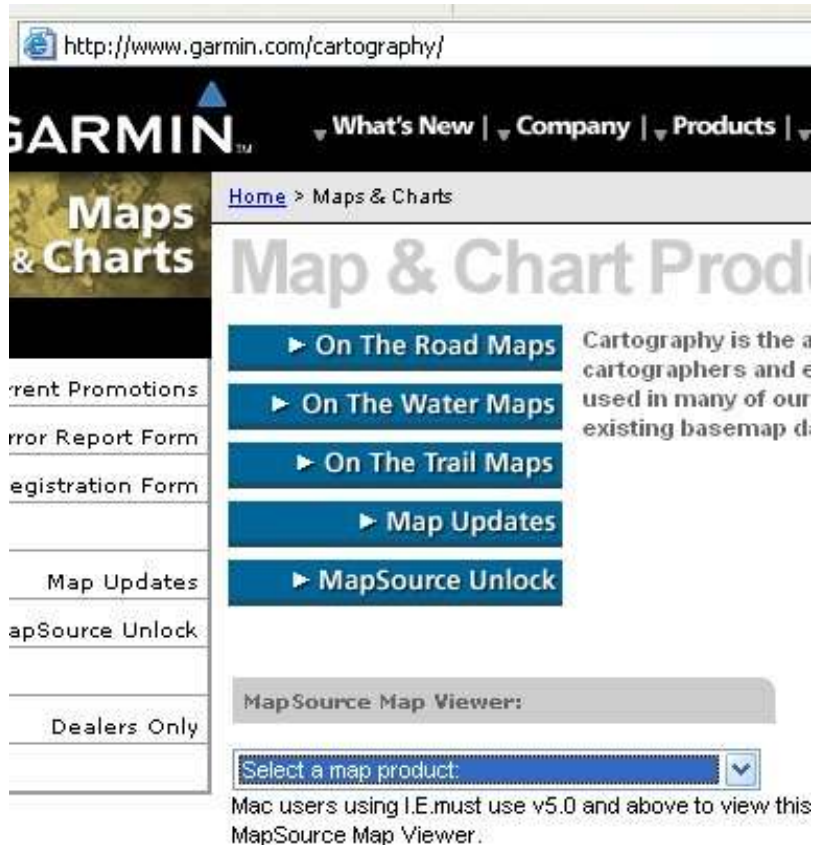 http://www.garmin.com/cartography/
GARMIN™
What's New | Company | Products |
Maps
& Charts
Home > Maps & Charts
Map & Chart Prod
On The Road Maps
On The Water Maps
On The Trail Maps
Map Updates
MapSource Unlock
Cartography is the a
cartographers and e
used in many of our
existing basemap da
rrent Promotions
rror Report Form
egistration Form
Map Updates
apSource Unlock
Dealers Only
MapSource Map Viewer:
Select a map product:
Mac users using I.E.must use v5.0 and above to view this
MapSource Map Viewer.